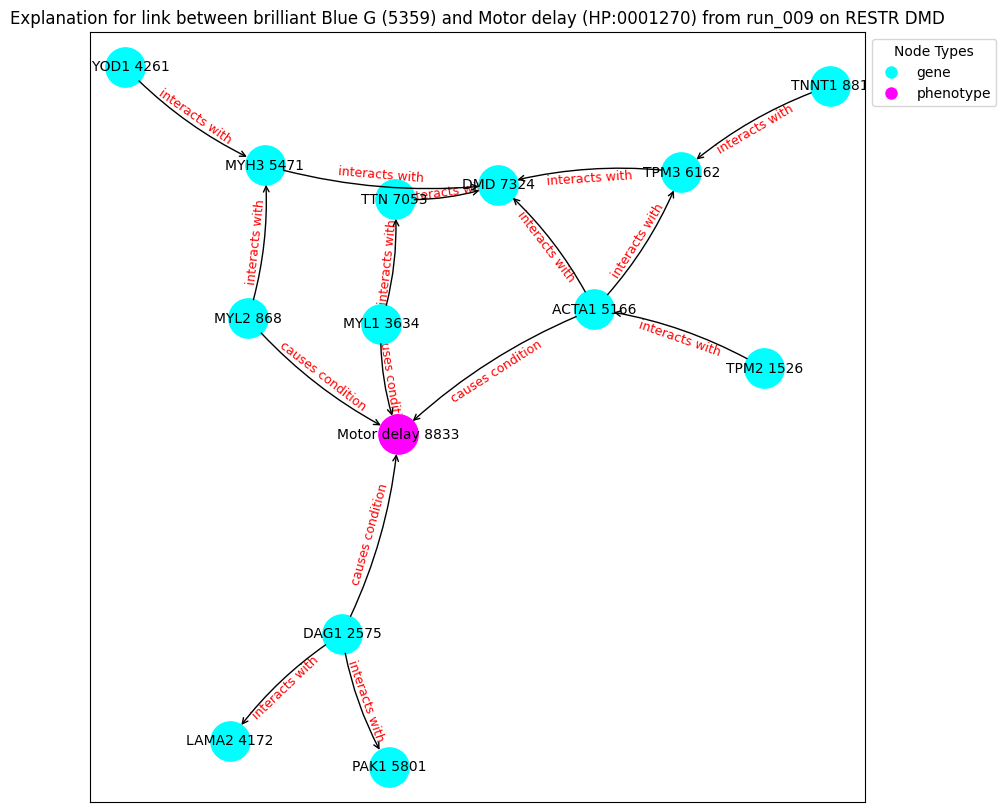 Explanation for link between brilliant Blue G (5359) and Motor delay (HP:0001270) from run_009 on RESTR DMD
Node Types
gene
phenotype
YOD1 4261
TNNT1 881
interacts with
interacts with
MYH3 5471
interacts with
DMD 7324
interacts with
TPM3 6162
TTN 7053
interacts with
interacts with
interacts with
interacts with
MYL2 868
MYL1 3634
ACTA1 5166
interacts with
causes condition
causes condition
TPM2 1526
Motor delay 8833
causes condition
DAG1 2575
interacts with
interacts with
LAMA2 4172
PAK1 5801